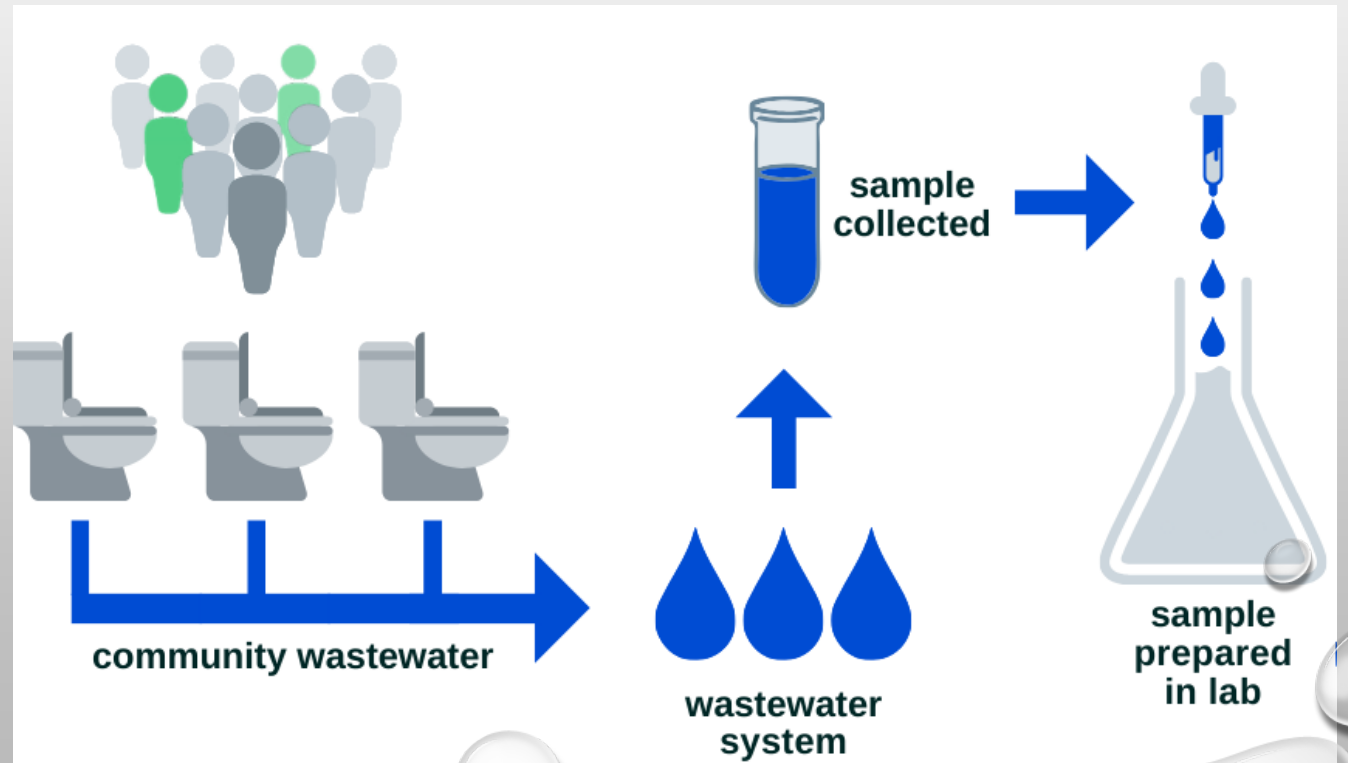 community wastewater
wastewater
system
sample
collected
sample
prepared
in lab